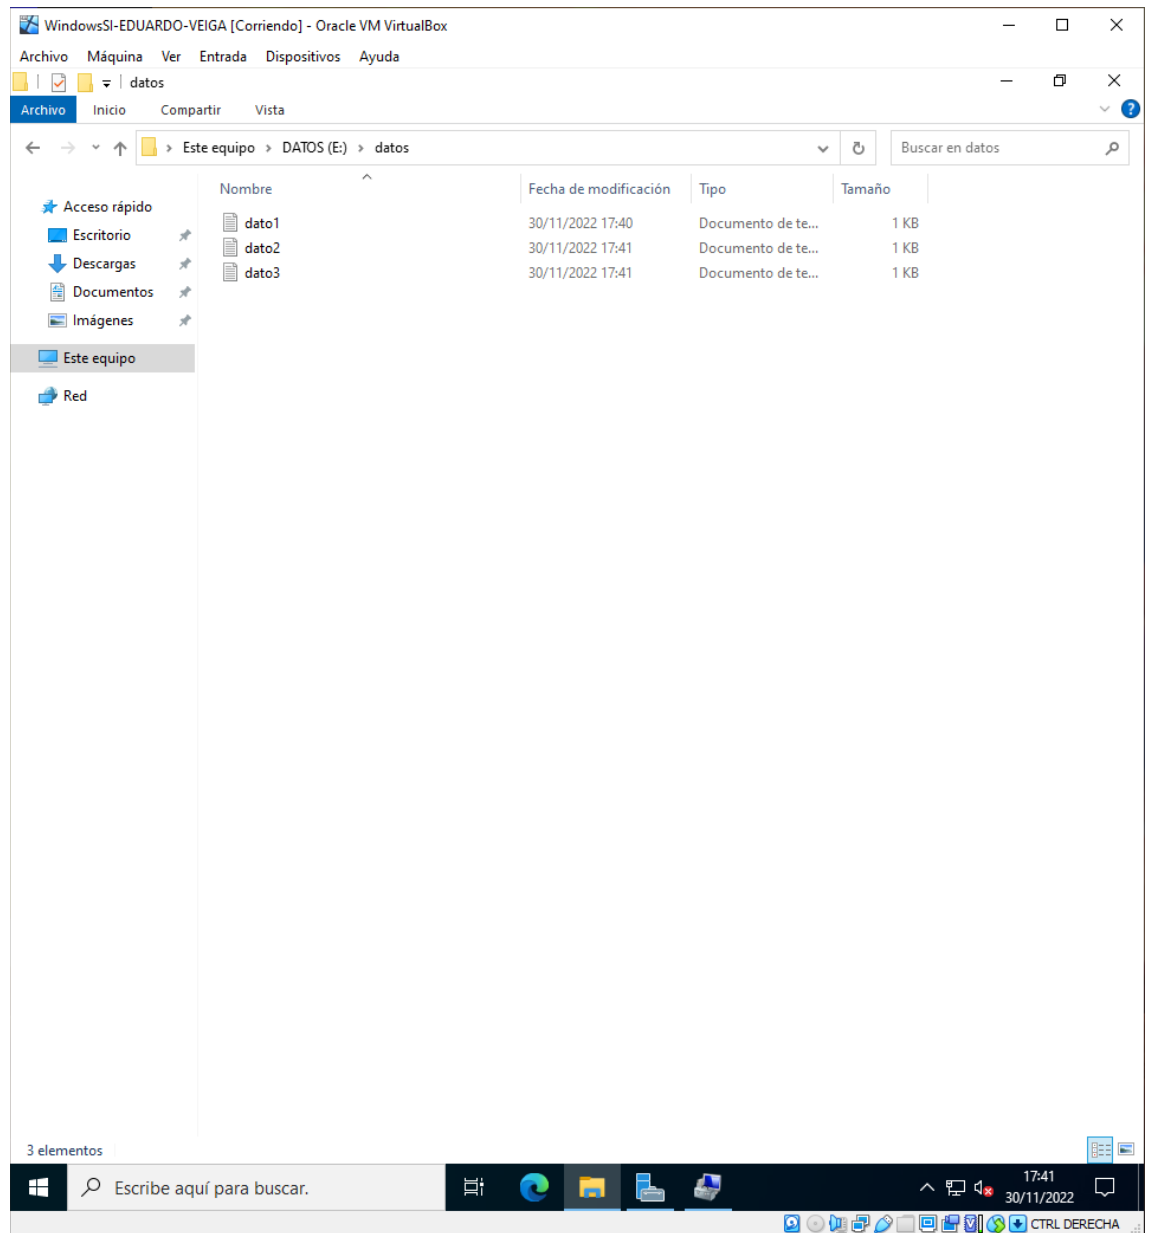 WindowsSI-EDUARDO-VEIGA [Corriendo] - Oracle VM VirtualBox
Archivo Máquina Ver Entrada Dispositivos Ayuda
datos
Archivo Inicio Compartir Vista
Este equipo > DATOS (E:) > datos
Buscar en datos
Nombre Fecha de modificación Tipo Tamaño
Acceso rápido
Escritorio
Descargas
Documentos
Imágenes
Este equipo
Red
dato1 30/11/2022 17:40 Documento de te... 1 KB
dato2 30/11/2022 17:41 Documento de te... 1 KB
dato3 30/11/2022 17:41 Documento de te... 1 KB
3 elementos
Escribe aquí para buscar.
17:41
30/11/2022
CTRL DERECHA